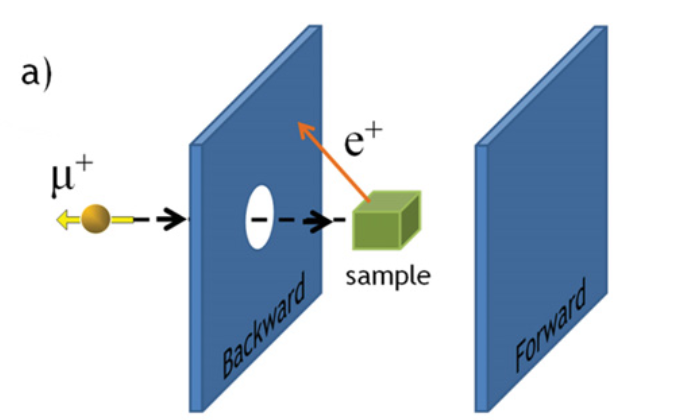 a)
μ⁺
e⁺
sample
Backward
Forward